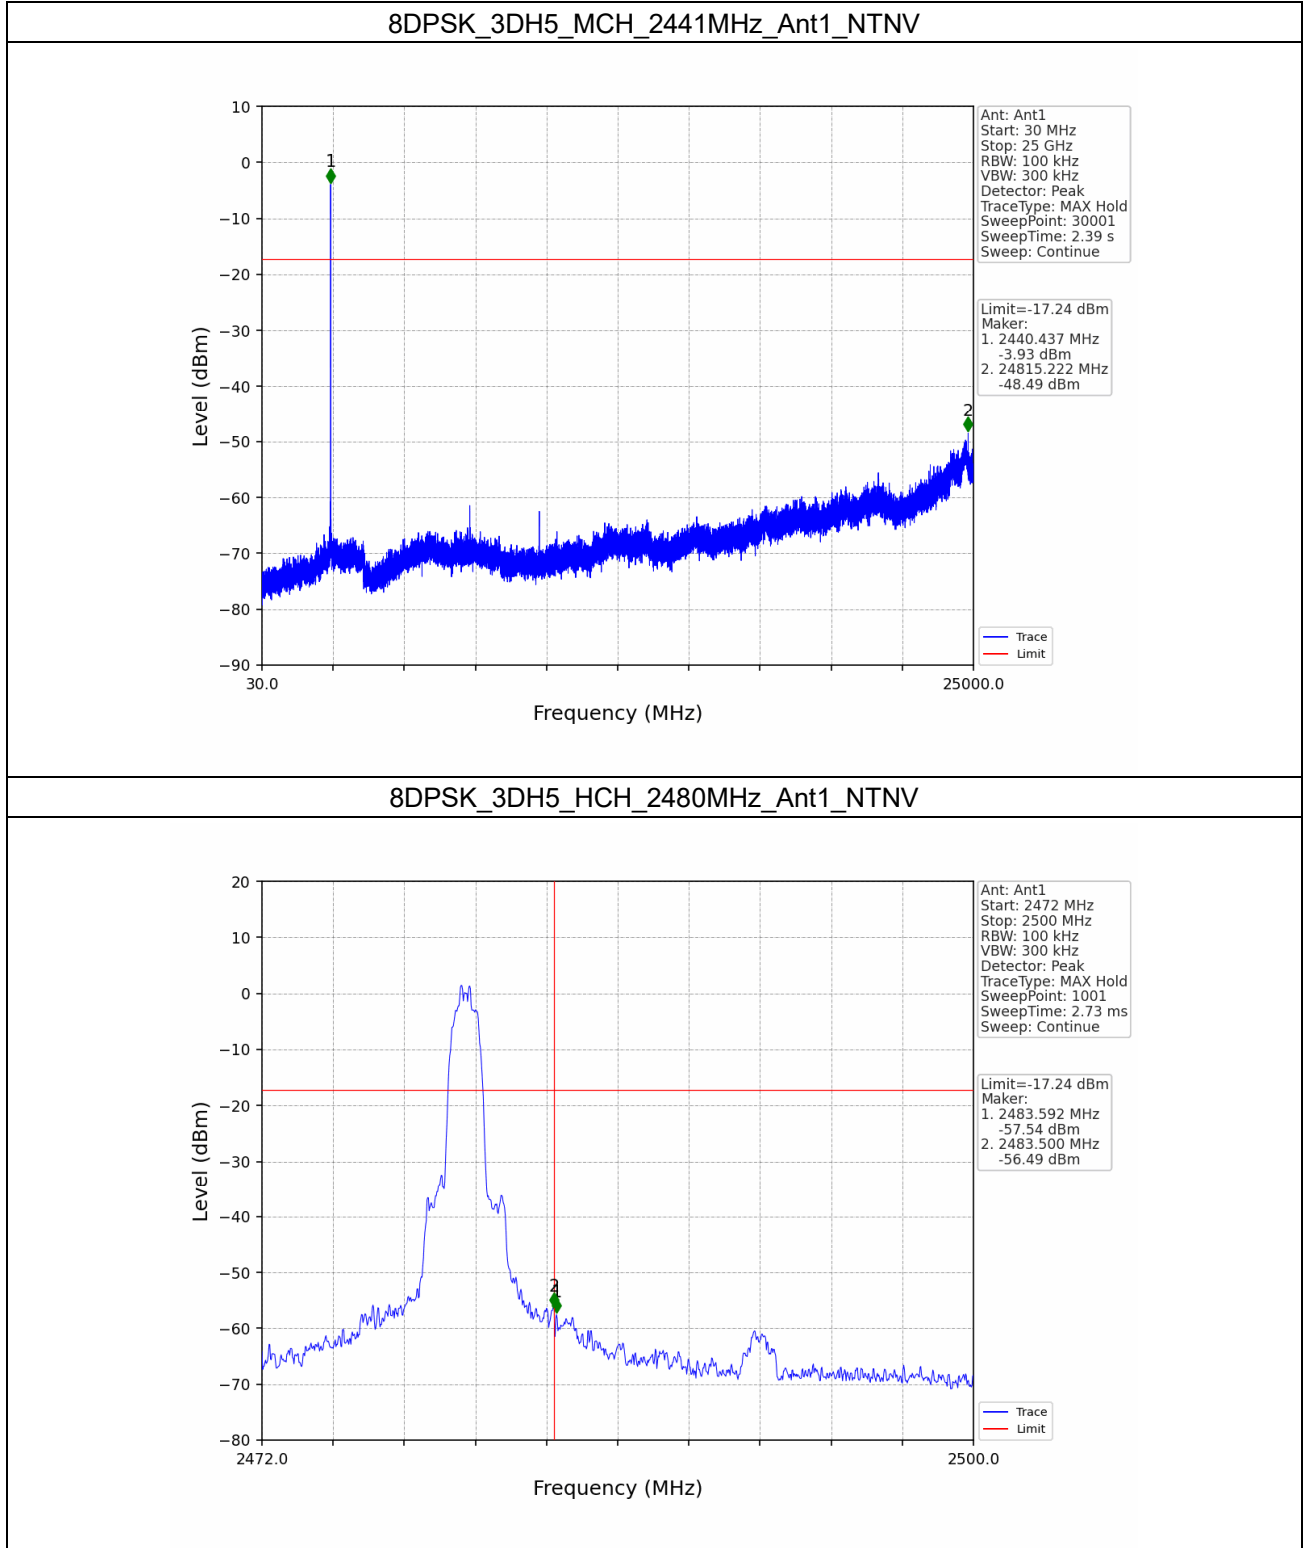 8DPSK_3DH5_MCH_2441MHz_Ant1_NTNV
10
0
−10
−20
−30
−40
−50
−60
−70
−80
−90
Level (dBm)
1
2
30.0
25000.0
Frequency (MHz)
Ant: Ant1
Start: 30 MHz
Stop: 25 GHz
RBW: 100 kHz
VBW: 300 kHz
Detector: Peak
TraceType: MAX Hold
SweepPoint: 30001
SweepTime: 2.39 s
Sweep: Continue
Limit=-17.24 dBm
Maker:
1. 2440.437 MHz
-3.93 dBm
2. 24815.222 MHz
-48.49 dBm
Trace
Limit
8DPSK_3DH5_HCH_2480MHz_Ant1_NTNV
20
10
0
−10
−20
−30
−40
−50
−60
−70
−80
Level (dBm)
2
1
2472.0
2500.0
Frequency (MHz)
Ant: Ant1
Start: 2472 MHz
Stop: 2500 MHz
RBW: 100 kHz
VBW: 300 kHz
Detector: Peak
TraceType: MAX Hold
SweepPoint: 1001
SweepTime: 2.73 ms
Sweep: Continue
Limit=-17.24 dBm
Maker:
1. 2483.592 MHz
-57.54 dBm
2. 2483.500 MHz
-56.49 dBm
Trace
Limit